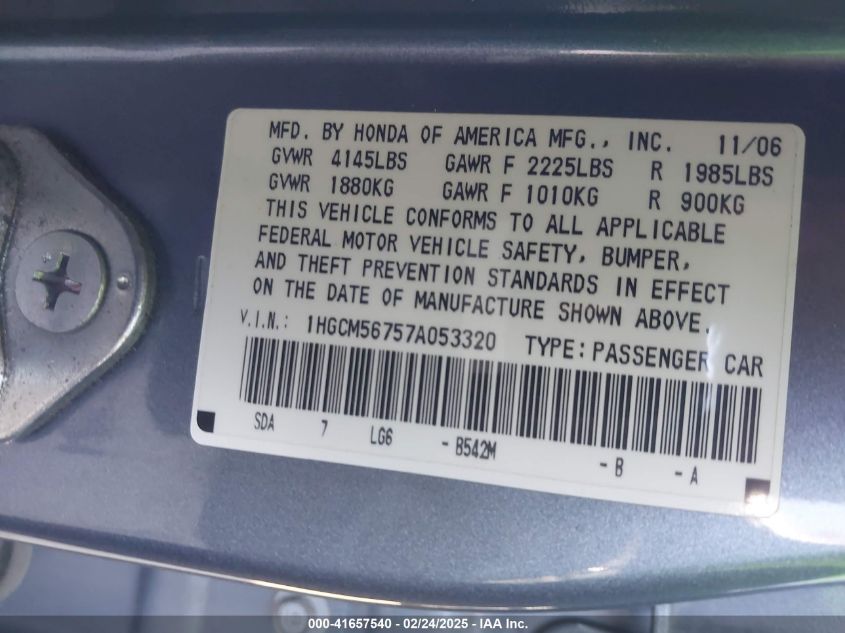 MFD. BY HONDA OF AMERICA MFG., INC. 11/06
GVWR 4145LBS GAWR F 2225LBS R 1985LBS
GVWR 1880KG GAWR F 1010KG R 900KG
THIS VEHICLE CONFORMS TO ALL APPLICABLE
FEDERAL MOTOR VEHICLE SAFETY, BUMPER,
AND THEFT PREVENTION STANDARDS IN EFFECT
ON THE DATE OF MANUFACTURE SHOWN ABOVE.
V.I.N.: 1HGCM56757A053320 TYPE: PASSENGER CAR
SDA 7 LG6 -B542M -B -A
000-41657540 - 02/24/2025 - IAA Inc.